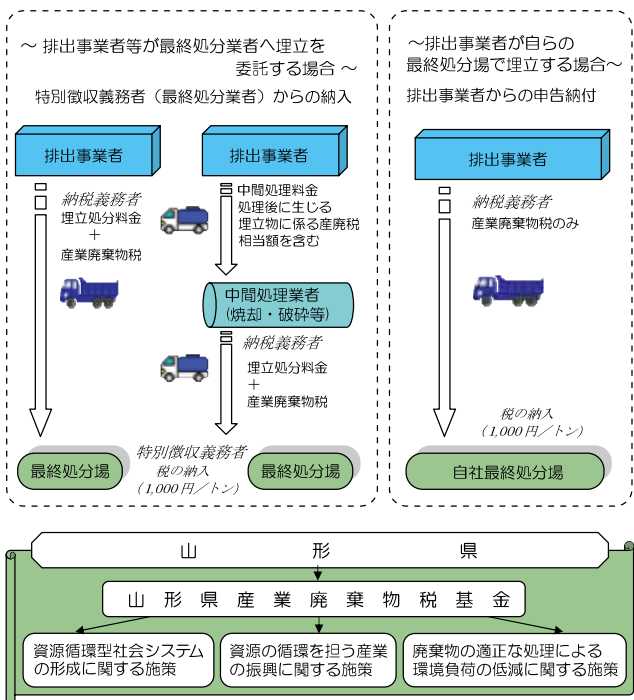 ～ 排出事業者等が最終処分業者へ埋立を
委託する場合 ～
特別徴収義務者（最終処分業者）からの納入
排出事業者
納税義務者
埋立処分料金
＋
産業廃棄物税
最終処分場
排出事業者
中間処理料金
処理後に生じる
埋立物に係る産廃税
相当額を含む
中間処理業者
(焼却・破砕等)
納税義務者
埋立処分料金
＋
産業廃棄物税
特別徴収義務者
税の納入
(1,000円／トン)
最終処分場
～排出事業者が自らの
最終処分場で埋立する場合～
排出事業者からの申告納付
排出事業者
納税義務者
産業廃棄物税のみ
税の納入
(1,000円／トン)
自社最終処分場
山形県
山形県産業廃棄物税基金
資源循環型社会システム
の形成に関する施策
資源の循環を担う産業
の振興に関する施策
廃棄物の適正な処理による
環境負荷の低減に関する施策